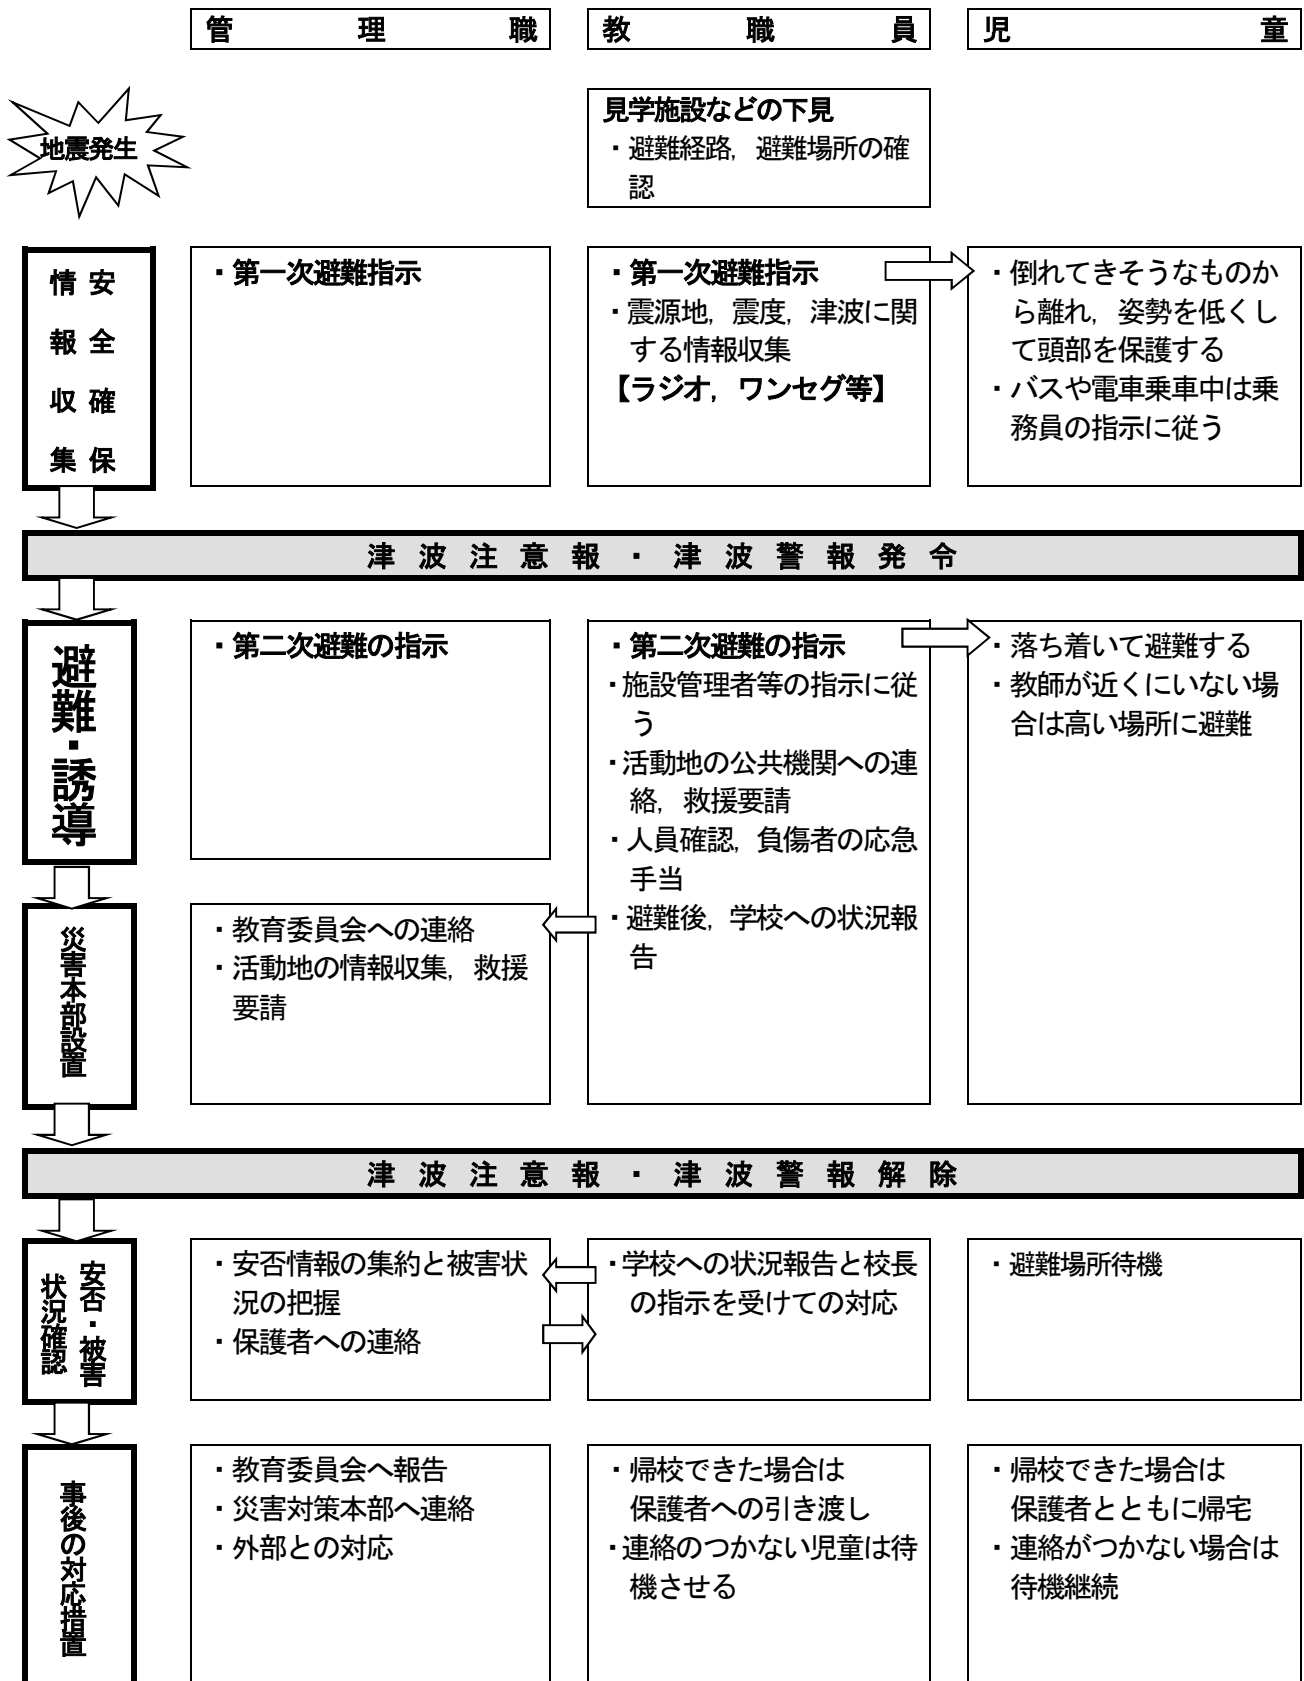 管理職
教職員
児童
地震発生
見学施設などの下見
・避難経路，避難場所の確
認
安全確保
情報収集
・第一次避難指示
・第一次避難指示
・震源地，震度，津波に関
する情報収集
【ラジオ，ワンセグ等】
・倒れてきそうなものか
ら離れ，姿勢を低くし
て頭部を保護する
・バスや電車乗車中は乗
務員の指示に従う
津波注意報・津波警報発令
避難・誘導
・第二次避難の指示
・第二次避難の指示
・施設管理者等の指示に従
う
・活動地の公共機関への連
絡，救援要請
・人員確認，負傷者の応急
手当
・避難後，学校への状況報
告
・落ち着いて避難する
・教師が近くにいない場
合は高い場所に避難
災害本部設置
・教育委員会への連絡
・活動地の情報収集，救援
要請
津波注意報・津波警報解除
安否・被害
状況確認
・安否情報の集約と被害状
況の把握
・保護者への連絡
・学校への状況報告と校長
の指示を受けての対応
・避難場所待機
事後の対応措置
・教育委員会へ報告
・災害対策本部へ連絡
・外部との対応
・帰校できた場合は
保護者への引き渡し
・連絡のつかない児童は待
機させる
・帰校できた場合は
保護者とともに帰宅
・連絡がつかない場合は
待機継続